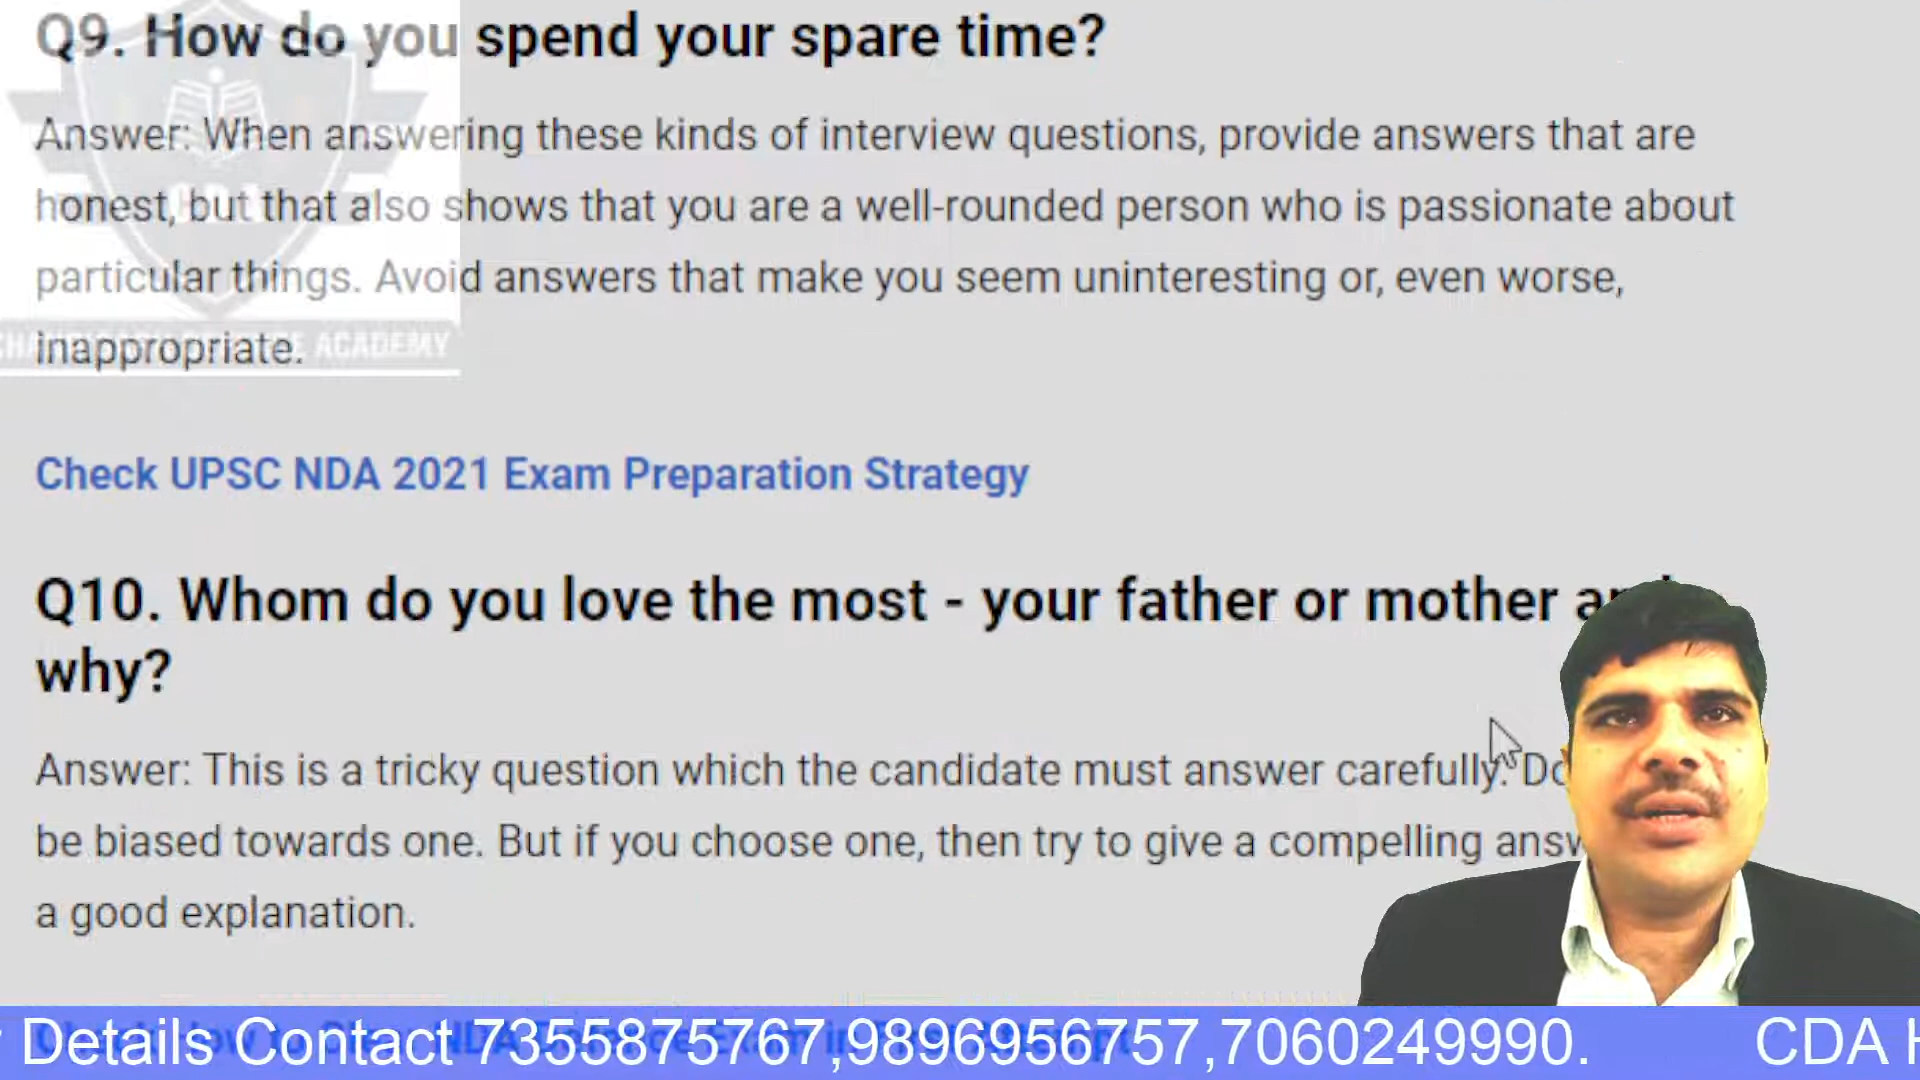 Q9. How do you spend your spare time?
Answer: When answering these kinds of interview questions, provide answers that are
honest, but that also shows that you are a well-rounded person who is passionate about
particular things. Avoid answers that make you seem uninteresting or, even worse,
inappropriate.
ACADEMY
Check UPSC NDA 2021 Exam Preparation Strategy
Q10. Whom do you love the most - your father or mother
why?
Answer: This is a tricky question which the candidate must answer carefully.
be biased towards one. But if you choose one, then try to give a compelling
a good explanation.
Details Contact 7355875767,9896956757,7060249990. CDA H